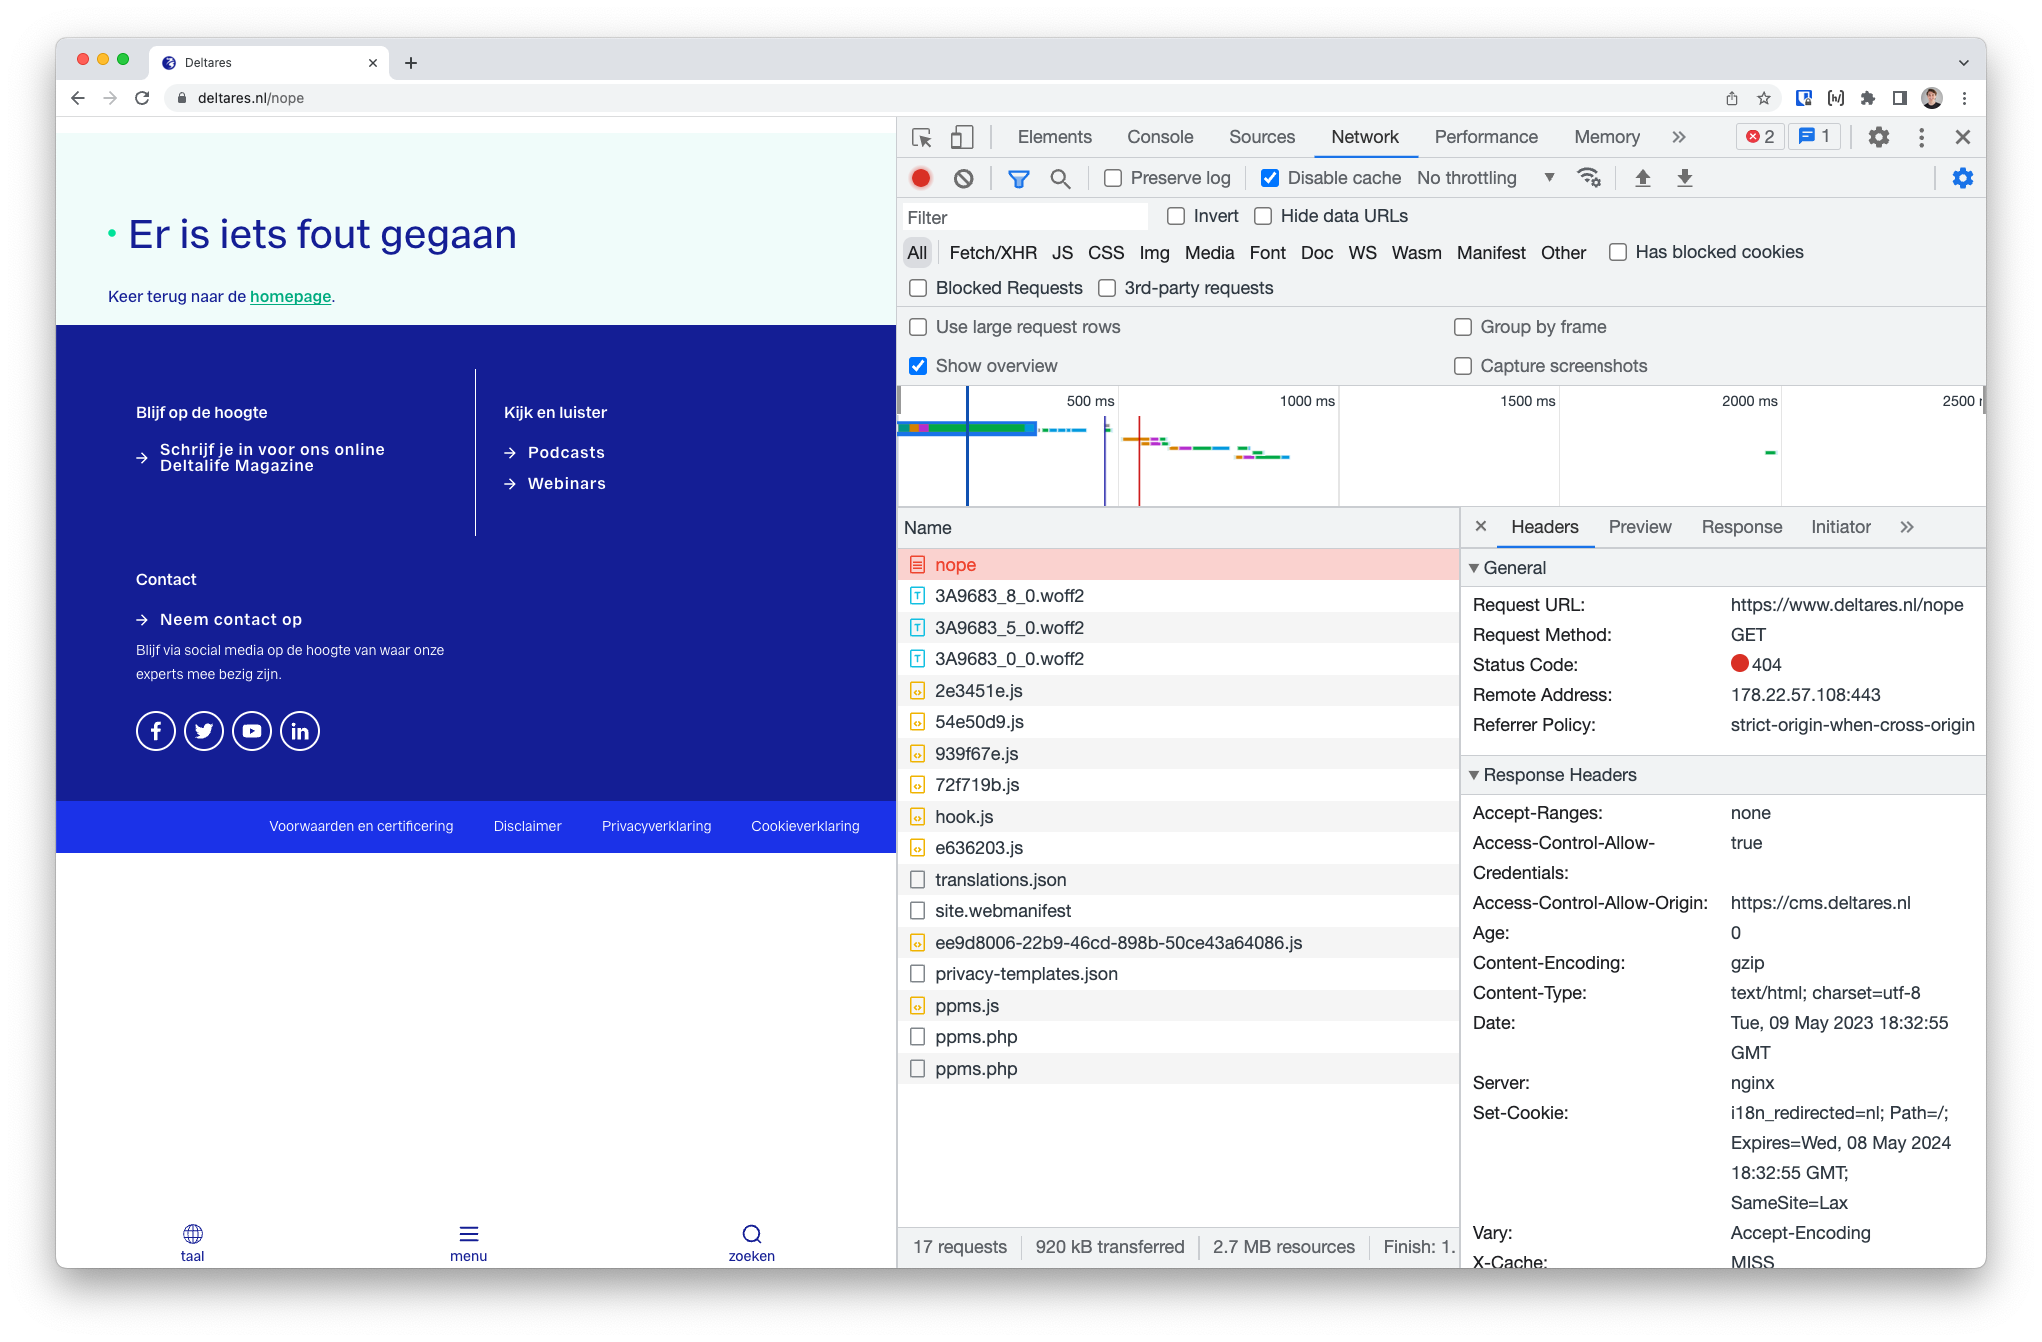 Deltares
deltares.nl/nope
Er is iets fout gegaan
Keer terug naar de homepage.
Blijf op de hoogte
Schrijf je in voor ons online
Deltalife Magazine
Kijk en luister
Podcasts
Webinars
Contact
Neem contact op
Blijf via social media op de hoogte van waar onze
experts mee bezig zijn.
Voorwaarden en certificering Disclaimer Privacyverklaring Cookieverklaring
taal menu zoeken
Elements Console Sources Network Performance Memory 2 1
Preserve log Disable cache No throttling
Filter Invert Hide data URLs
All Fetch/XHR JS CSS Img Media Font Doc WS Wasm Manifest Other Has blocked cookies
Blocked Requests 3rd-party requests
Use large request rows Group by frame
Show overview Capture screenshots
500 ms 1000 ms 1500 ms 2000 ms 2500
Name
nope
3A9683_8_0.woff2
3A9683_5_0.woff2
3A9683_0_0.woff2
2e3451e.js
54e50d9.js
939f67e.js
72f719b.js
hook.js
e636203.js
translations.json
site.webmanifest
ee9d8006-22b9-46cd-898b-50ce43a64086.js
privacy-templates.json
ppms.js
ppms.php
ppms.php
17 requests 920 kB transferred 2.7 MB resources Finish: 1.
Headers Preview Response Initiator
General
Request URL: https://www.deltares.nl/nope
Request Method: GET
Status Code: 404
Remote Address: 178.22.57.108:443
Referrer Policy: strict-origin-when-cross-origin
Response Headers
Accept-Ranges: none
Access-Control-Allow- true
Credentials:
Access-Control-Allow-Origin: https://cms.deltares.nl
Age: 0
Content-Encoding: gzip
Content-Type: text/html; charset=utf-8
Date: Tue, 09 May 2023 18:32:55
GMT
Server: nginx
Set-Cookie: i18n_redirected=nl; Path=/;
Expires=Wed, 08 May 2024
18:32:55 GMT;
SameSite=Lax
Vary: Accept-Encoding
X-Cache: MISS